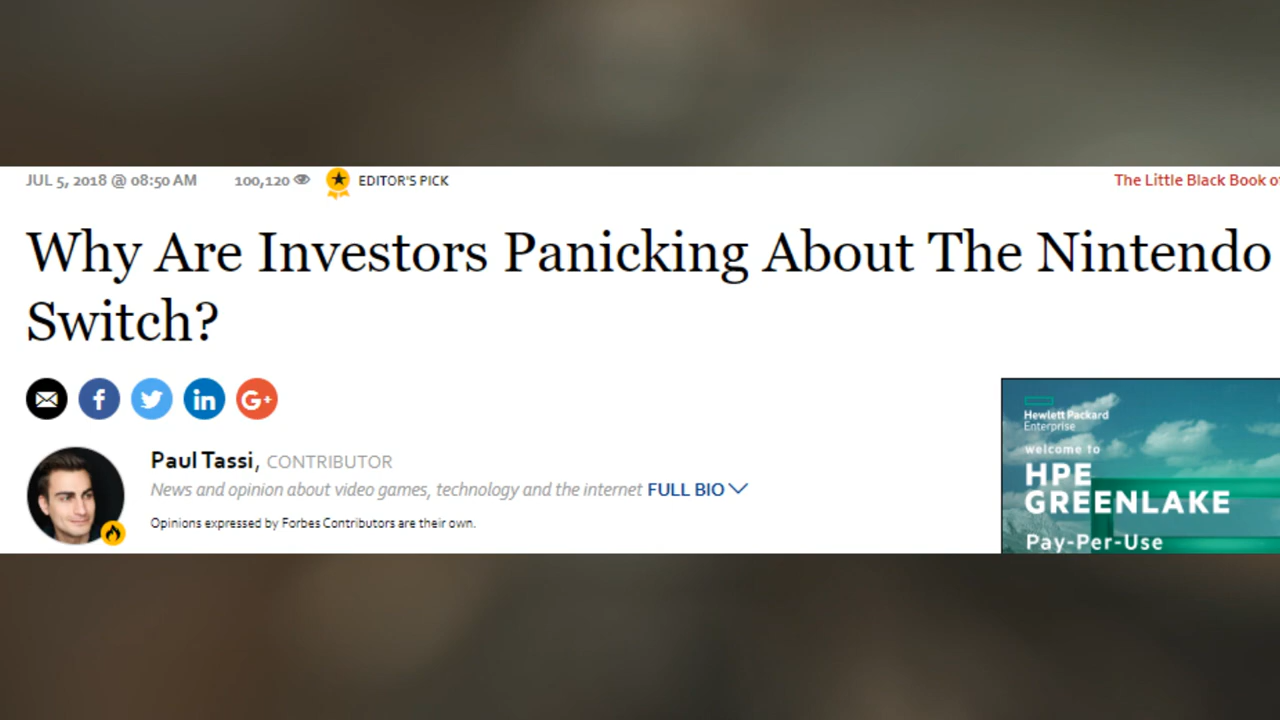 JUL 5, 2018 @ 08:50 AM 100,120 EDITOR'S PICK The Little Black Book of
Why Are Investors Panicking About The Nintendo
Switch?
f in G+
Paul Tassi, CONTRIBUTOR
News and opinion about video games, technology and the internet FULL BIO
Opinions expressed by Forbes Contributors are their own.
Hewlett Packard
Enterprise
welcome to
HPE
GREENLAKE
Pay-Per-Use